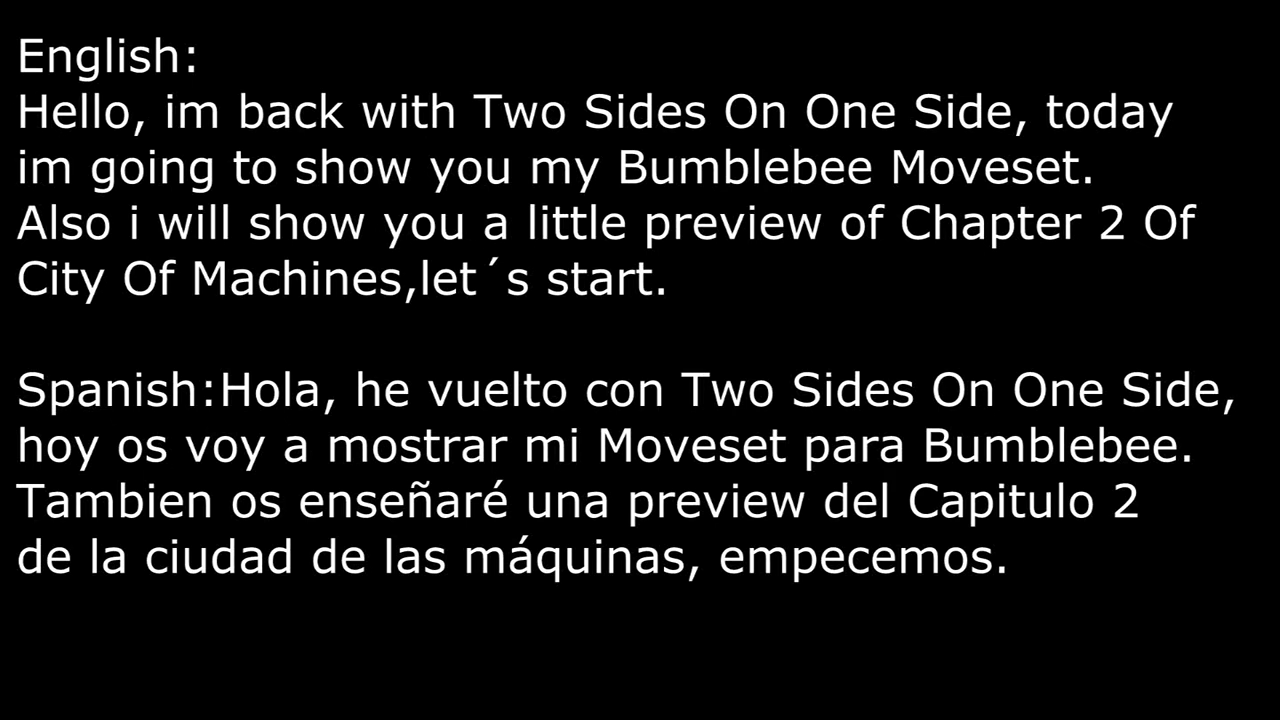 English:
Hello, im back with Two Sides On One Side, today
im going to show you my Bumblebee Moveset.
Also i will show you a little preview of Chapter 2 Of
City Of Machines,let´s start.
Spanish:Hola, he vuelto con Two Sides On One Side,
hoy os voy a mostrar mi Moveset para Bumblebee.
Tambien os enseñaré una preview del Capitulo 2
de la ciudad de las máquinas, empecemos.